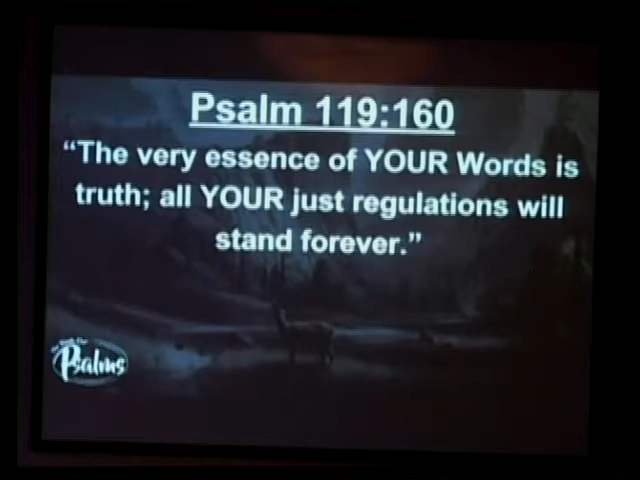 Psalm 119:160
“The very essence of YOUR Words is
truth; all YOUR just regulations will
stand forever.”
Psalms